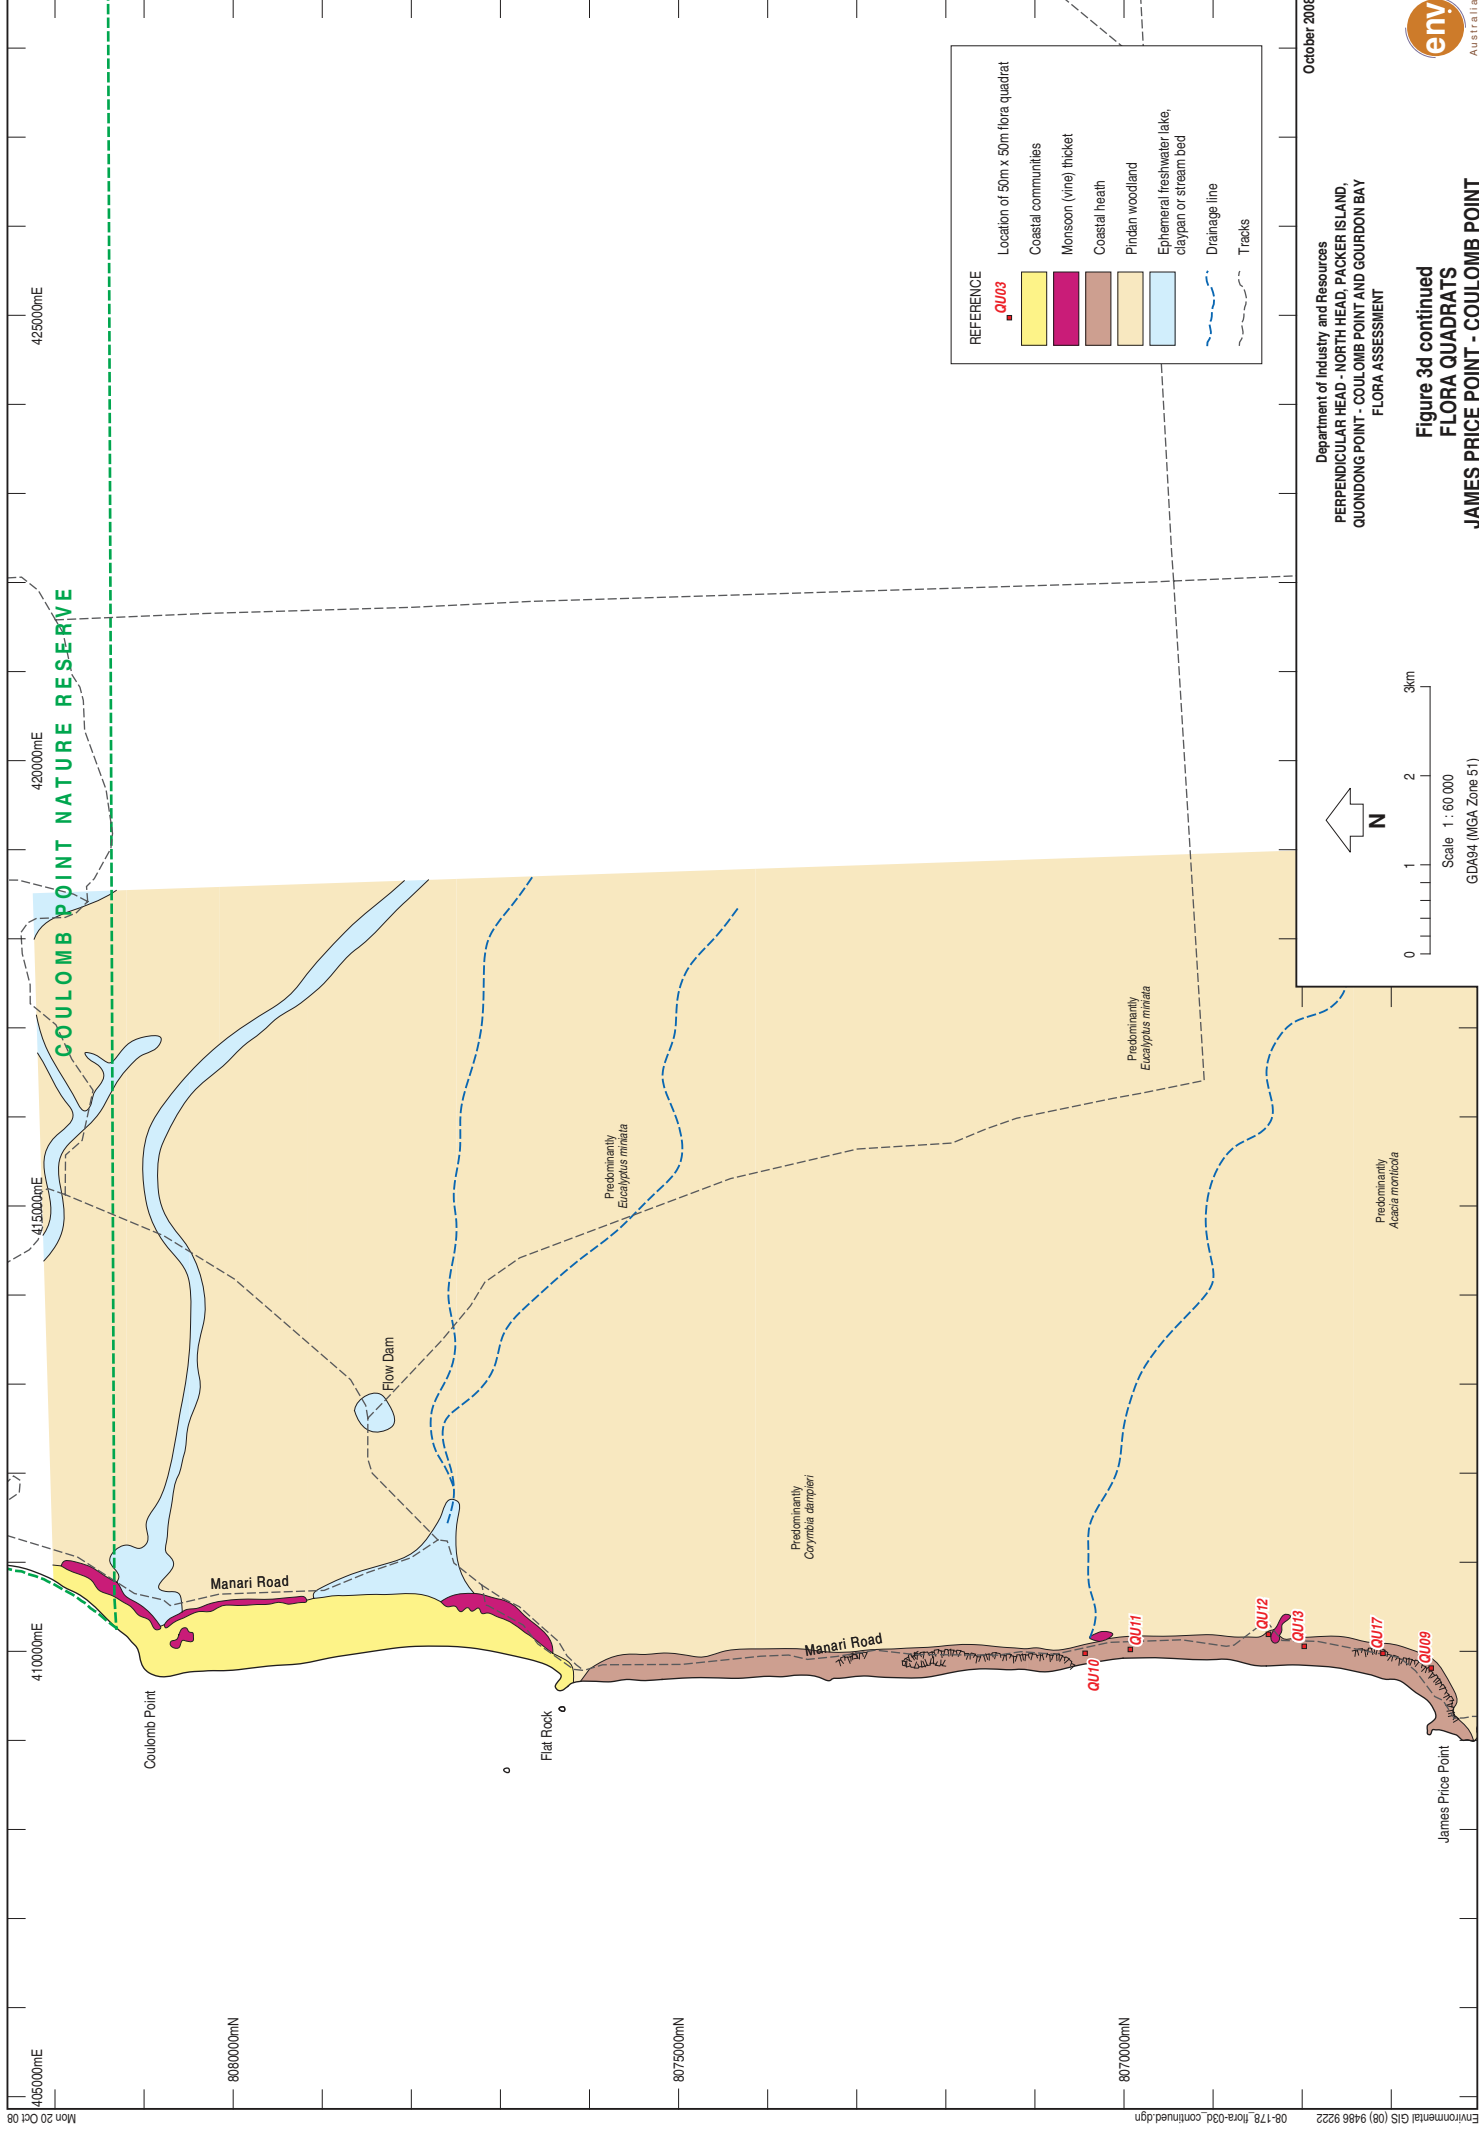 405000mE
410000mE
415000mE
420000mE
425000mE
COULOMB POINT NATURE RESERVE
8080000mN
8075000mN
8070000mN
Coulomb Point
Manari Road
Flow Dam
Flat Rock
Manari Road
Predominantly
Eucalyptus miniata
Predominantly
Corymbia dampieri
Predominantly
Eucalyptus miniata
Predominantly
Acacia monticola
QU10
QU11
QU12
QU13
QU17
QU09
James Price Point
REFERENCE
QU03
Location of 50m x 50m flora quadrat
Coastal communities
Monsoon (vine) thicket
Coastal heath
Pindan woodland
Ephemeral freshwater lake,
claypan or stream bed
Drainage line
Tracks
N
0 1 2 3km
Scale 1 : 60 000
GDA94 (MGA Zone 51)
Department of Industry and Resources
PERPENDICULAR HEAD - NORTH HEAD, PACKER ISLAND,
QUONDONG POINT - COULOMB POINT AND GOURDON BAY
FLORA ASSESSMENT
Figure 3d continued
FLORA QUADRATS
JAMES PRICE POINT - COULOMB POINT
October 2008
env
Australia
Environmental GIS (08) 9486 9222
08-178_flora-03d_continued.dgn
Mon 20 Oct 08